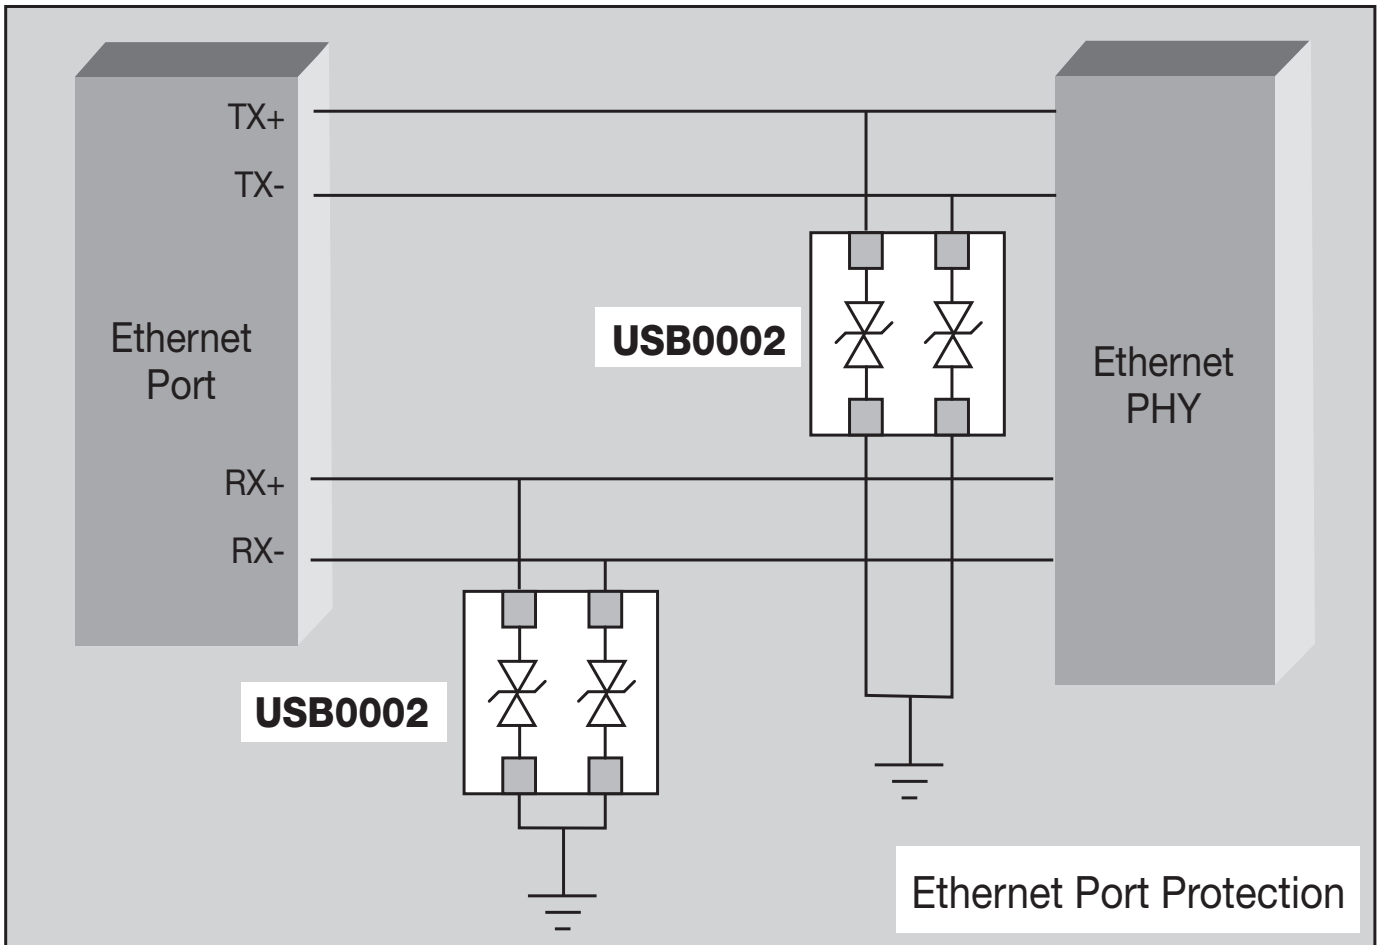 TX+
TX-
Ethernet
Port
USB0002
Ethernet
PHY
RX+
RX-
USB0002
Ethernet Port Protection